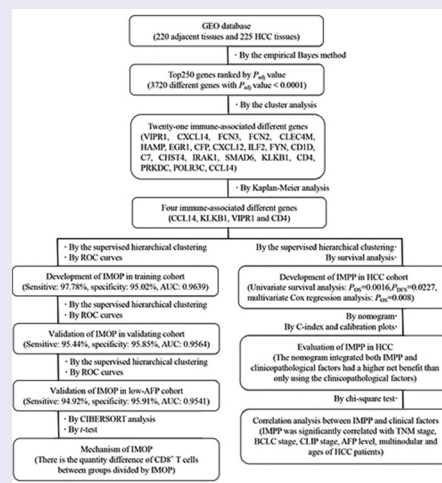 GEO database
(220 adjacent tissues and 225 HCC tissues)
· By the empirical Bayes method
Top250 genes ranked by Padj value
(3720 different genes with Padj value < 0.0001)
· By the cluster analysis
Twenty-one immune-associated different genes
(VIPR1, CXCL14, FCN3, FCN2, CLEC4M,
HAMP, EGR1, CFP, CXCL12, ILF2, FYN, CD1D,
C7, CHST4, IRAK1, SMAD6, KLKB1, CD4,
PRKDC, POLR3C, CCL14)
· By Kaplan-Meier analysis
Four immune-associated different genes
(CCL14, KLKB1, VIPR1 and CD4)
· By the supervised hierarchical clustering
· By ROC curves
Development of IMOP in training cohort
(Sensitive: 97.78%, specificity: 95.02%, AUC: 0.9639)
· By the supervised hierarchical clustering
· By ROC curves
Validation of IMOP in validating cohort
(Sensitive: 95.44%, specificity: 95.85%, AUC: 0.9564)
· By the supervised hierarchical clustering
· By ROC curves
Validation of IMOP in low-AFP cohort
(Sensitive: 94.92%, specificity: 95.91%, AUC: 0.9541)
· By CIBERSORT analysis
· By t-test
Mechanism of IMOP
(There is the quantity difference of CD8⁺ T cells
between groups divided by IMOP)
By the supervised hierarchical clustering·
By survival analysis·
Development of IMPP in HCC cohort
(Univariate survival analysis: POS=0.0016,PDFS=0.0227,
multivariate Cox regression analysis: POS=0.008)
By nomogram·
By C-index and calibration plots·
Evaluation of IMPP in HCC
(The nomogram integrated both IMPP and
clinicopathological factors had a higher net benefit than
only using the clinicopathological factors)
By chi-square test·
Correlation analysis between IMPP and clinical factors
(IMPP was significantly correlated with TNM stage,
BCLC stage, CLIP stage, AFP level, multinodular and
ages of HCC patients)